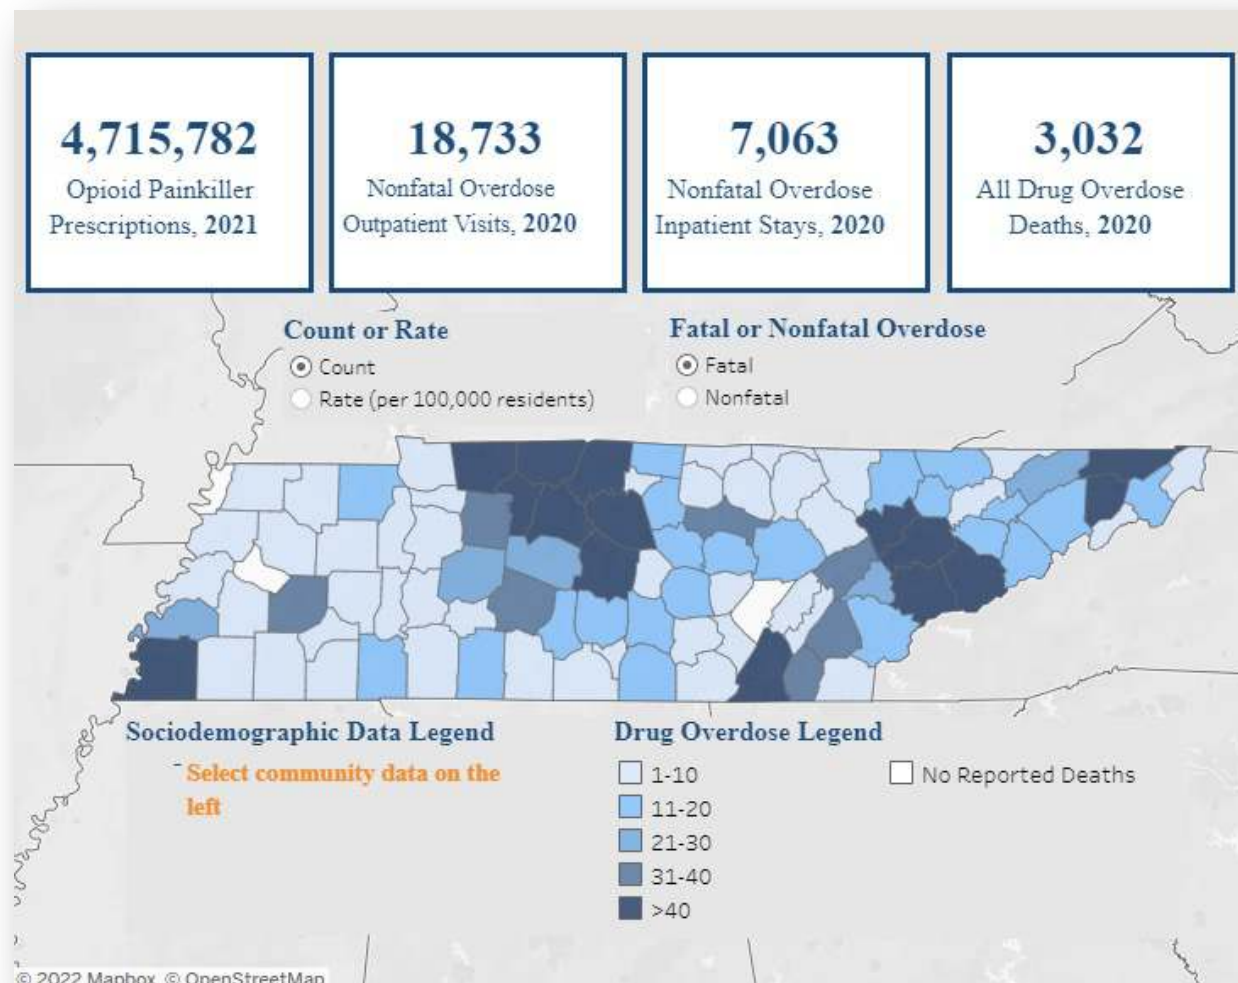 4,715,782
Opioid Painkiller
Prescriptions, 2021
18,733
Nonfatal Overdose
Outpatient Visits, 2020
7,063
Nonfatal Overdose
Inpatient Stays, 2020
3,032
All Drug Overdose
Deaths, 2020
Count or Rate
Count
Rate (per 100,000 residents)
Fatal or Nonfatal Overdose
Fatal
Nonfatal
Sociodemographic Data Legend
- Select community data on the
left
Drug Overdose Legend
1-10
11-20
21-30
31-40
>40
No Reported Deaths
© 2022 Mapbox © OpenStreetMap